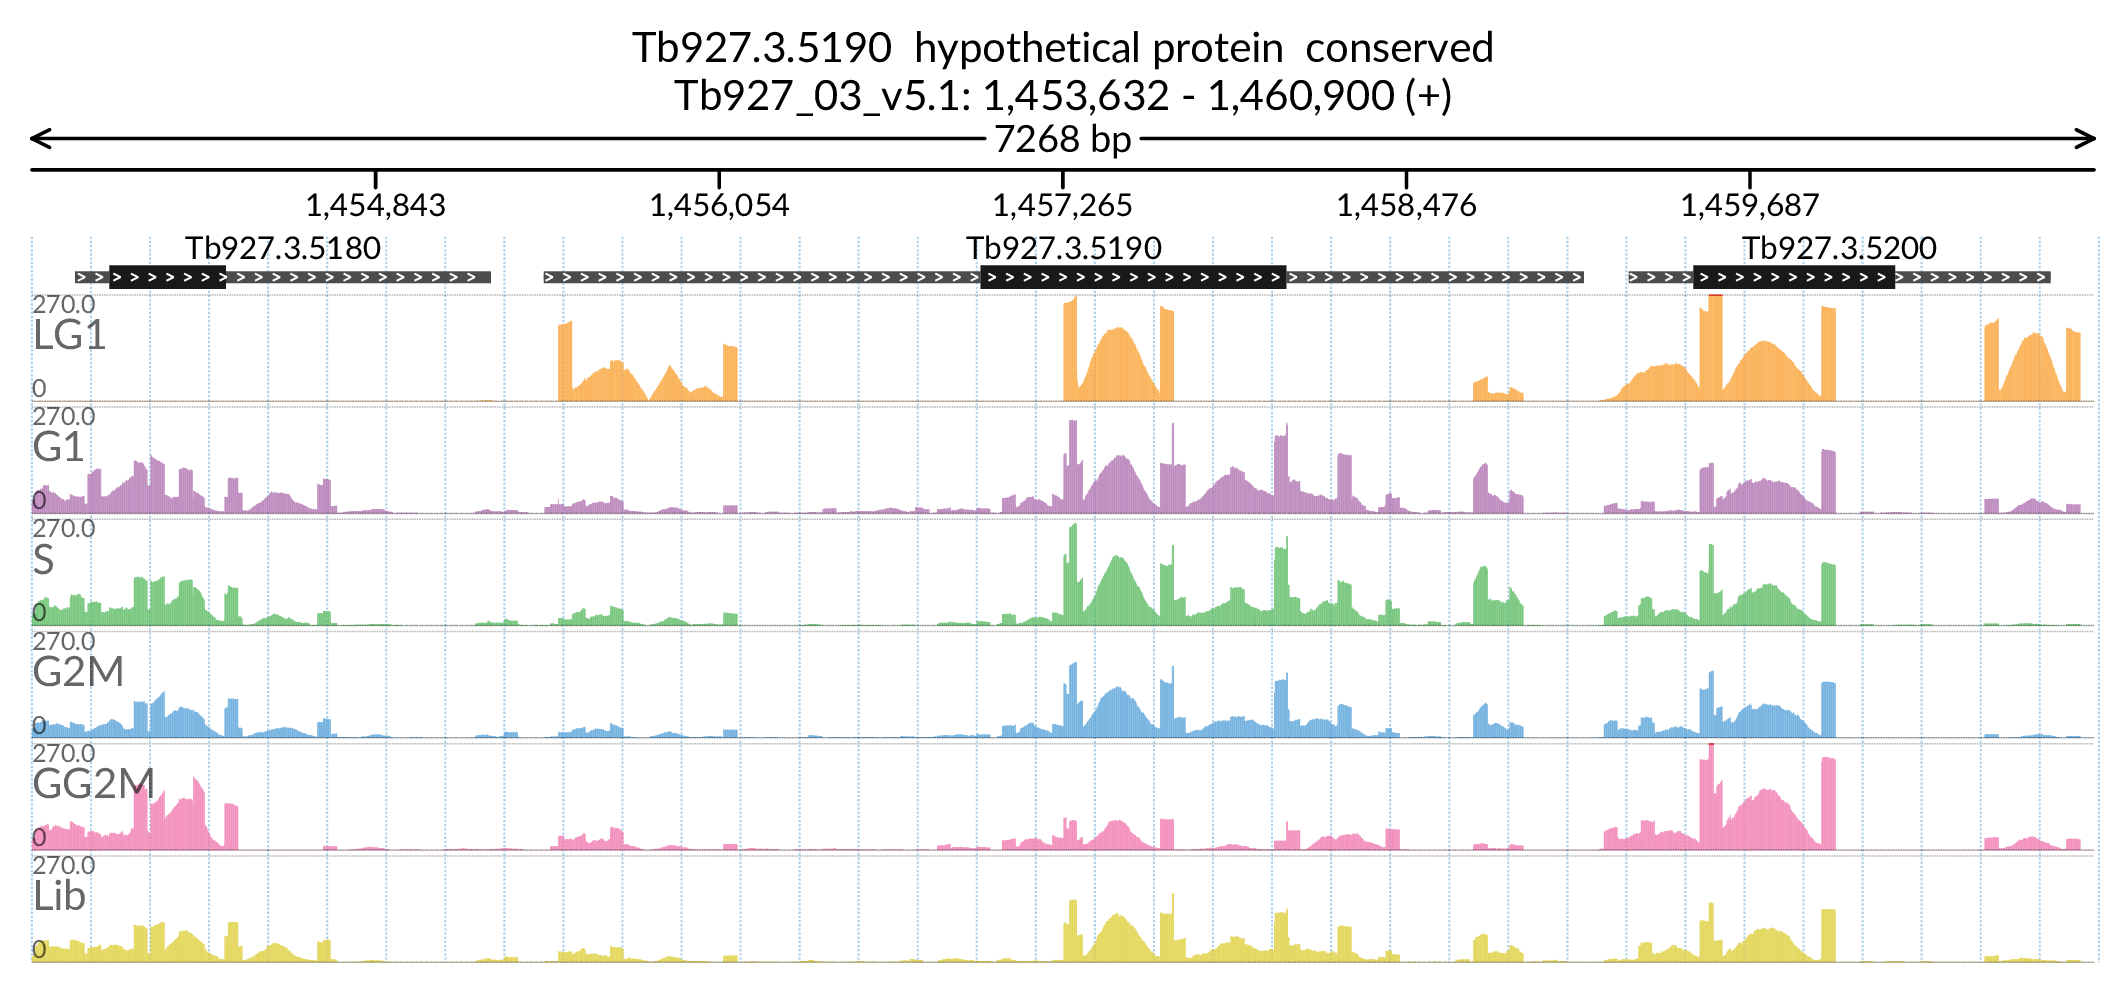 Tb927.3.5190  hypothetical protein  conserved
Tb927_03_v5.1: 1,453,632 - 1,460,900 (+)
7268 bp
1,454,843 1,456,054 1,457,265 1,458,476 1,459,687
Tb927.3.5180 Tb927.3.5190 Tb927.3.5200
270.0
LG1
0
270.0
G1
0
270.0
S
0
270.0
G2M
0
270.0
GG2M
0
270.0
Lib
0